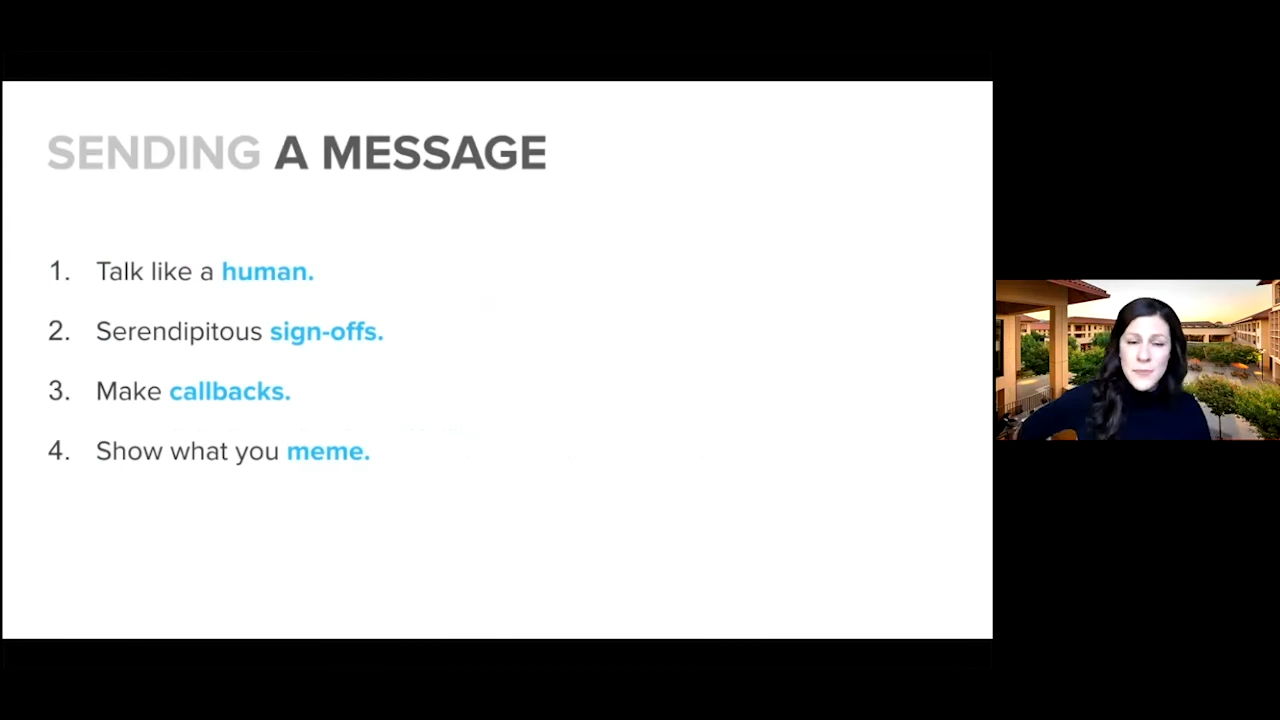 SENDING A MESSAGE
1. Talk like a human.
2. Serendipitous sign-offs.
3. Make callbacks.
4. Show what you meme.